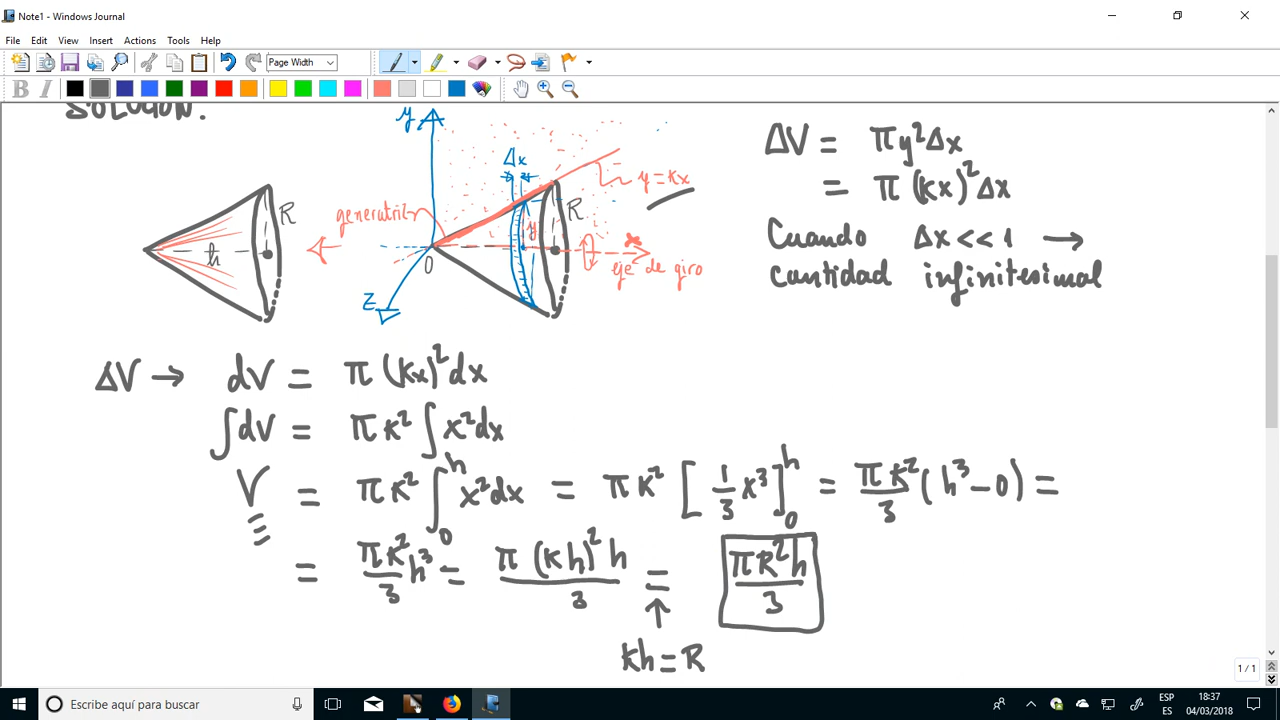 Note1 - Windows Journal
File Edit View Insert Actions Tools Help
Page Width
B I
SOLUCIÓN:
y
Δx
y=kx
generatriz
R
h
R
y
x
eje de giro
0
z
ΔV = πy²Δx
= π(kx)²Δx
Cuando Δx<<1 →
cantidad infinitesimal
ΔV → dV = π(kx)²dx
∫dV = πk² ∫x²dx
V = πk² ∫₀ʰ x²dx = πk² [1/3 x³]₀ʰ = πk²/3 (h³-0) =
= πk²/3 h³ = π(kh)²h/3 = πR²h/3
↑
kh=R
1 / 1
Escribe aquí para buscar
ESP
ES
18:37
04/03/2018